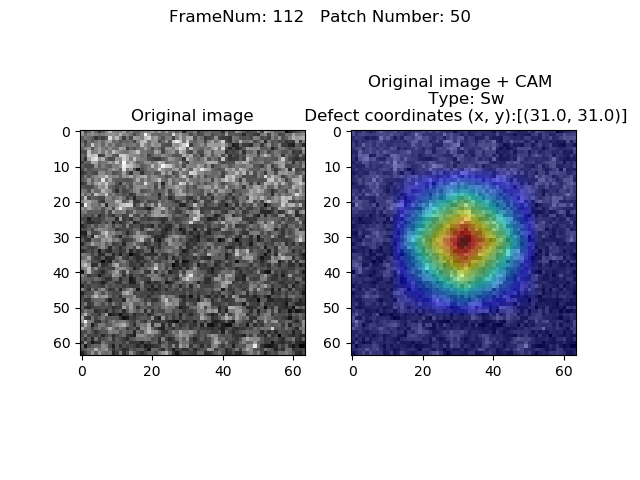 FrameNum: 112   Patch Number: 50
Original image
0
10
20
30
40
50
60
0 20 40 60
Original image + CAM
Type: Sw
Defect coordinates (x, y):[(31.0, 31.0)]
0
10
20
30
40
50
60
0 20 40 60